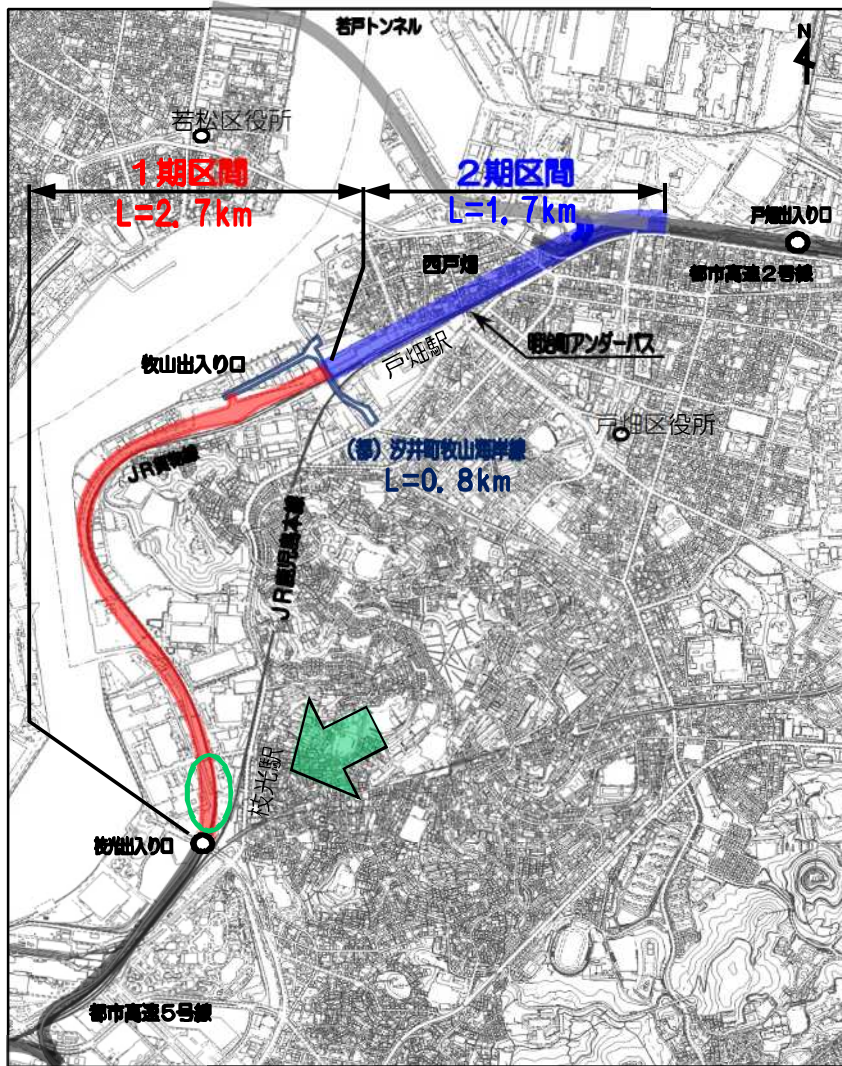 若戸トンネル
N
若松区役所
1期区間
L=2.7km
2期区間
L=1.7km
戸畑出入り口
都市高速2号線
西戸畑
明治町アンダーパス
戸畑駅
牧山出入り口
戸畑区役所
(都) 汐井町牧山海岸線
L=0.8km
JR貨物線
JR鹿児島本線
枝光駅
枝光出入り口
都市高速5号線